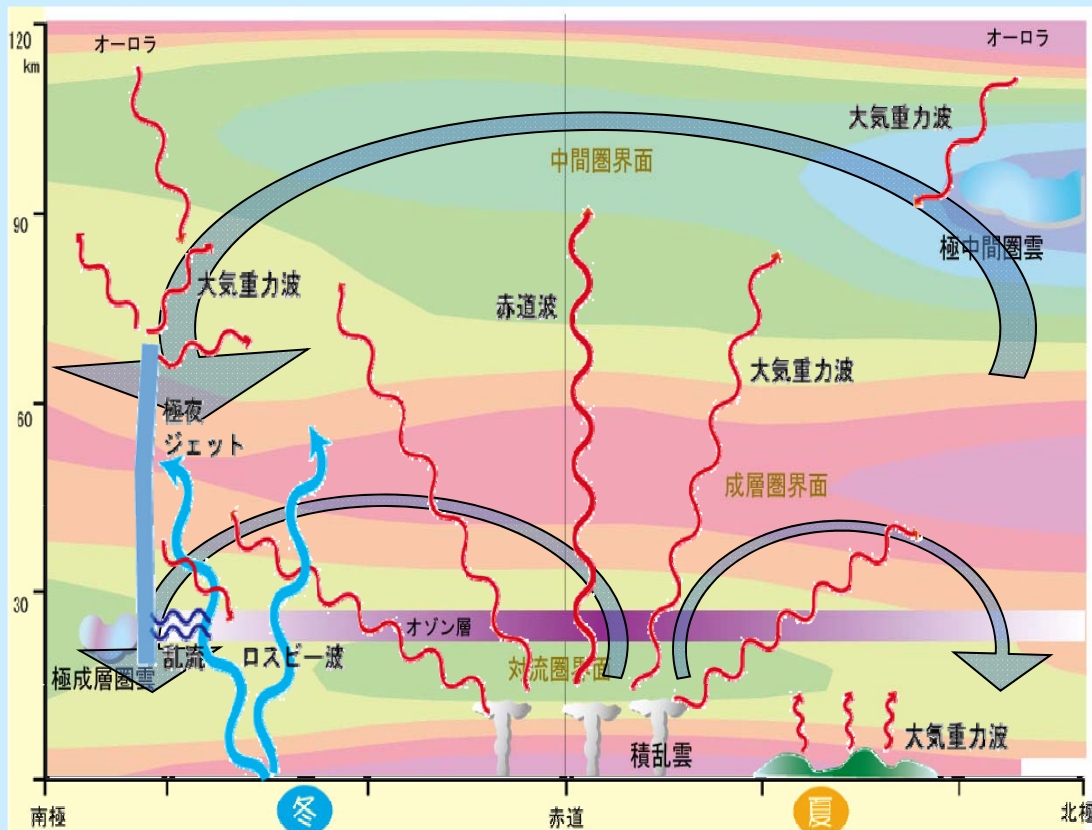 120
km
オーロラ
オーロラ
大気重力波
中間圏界面
90
極中間圏雲
大気重力波
赤道波
大気重力波
60
極夜
ジェット
成層圏界面
30
オゾン層
乱流
ロスビー波
対流圏界面
極成層圏雲
大気重力波
積乱雲
南極
冬
赤道
夏
北極